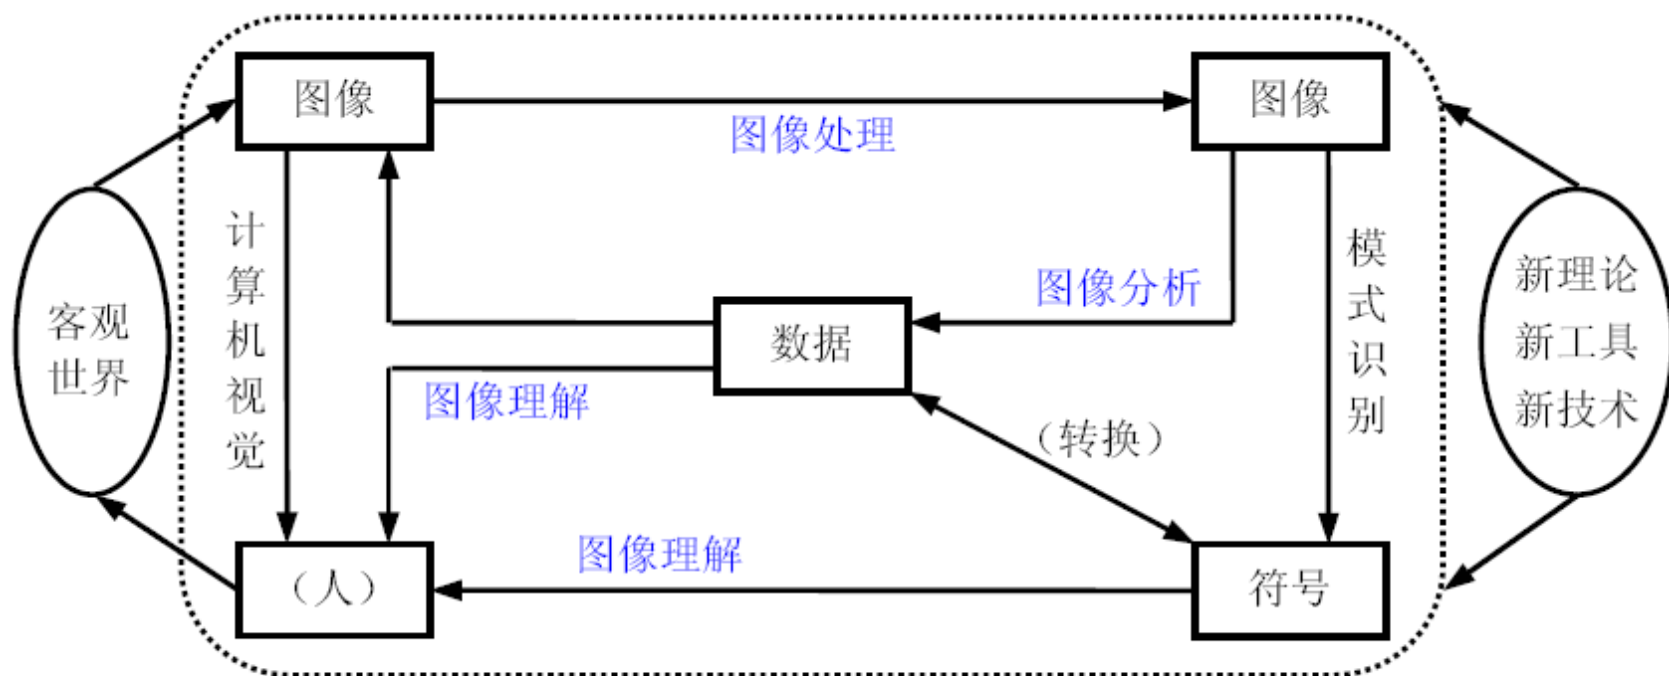 图像
图像
图像处理
计算机视觉
模式识别
图像分析
客观
世界
数据
新理论
新工具
新技术
图像理解
（转换）
图像理解
（人）
符号